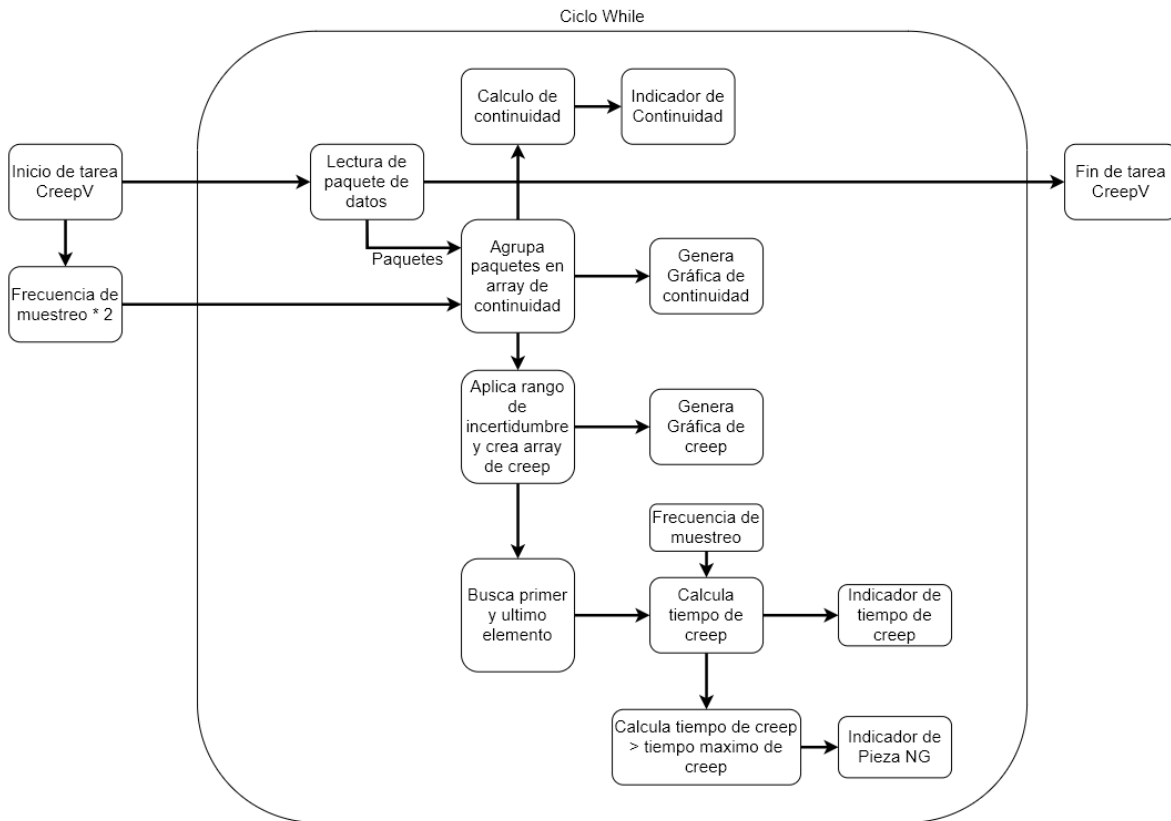 Ciclo While
Calculo de
continuidad
Indicador de
Continuidad
Inicio de tarea
CreepV
Lectura de
paquete de
datos
Fin de tarea
CreepV
Paquetes
Agrupa
paquetes en
array de
continuidad
Genera
Gráfica de
continuidad
Frecuencia de
muestreo * 2
Aplica rango
de
incertidumbre
y crea array
de creep
Genera
Gráfica de
creep
Frecuencia de
muestreo
Busca primer
y ultimo
elemento
Calcula
tiempo de
creep
Indicador de
tiempo de
creep
Calcula tiempo de creep
> tiempo maximo de
creep
Indicador de
Pieza NG